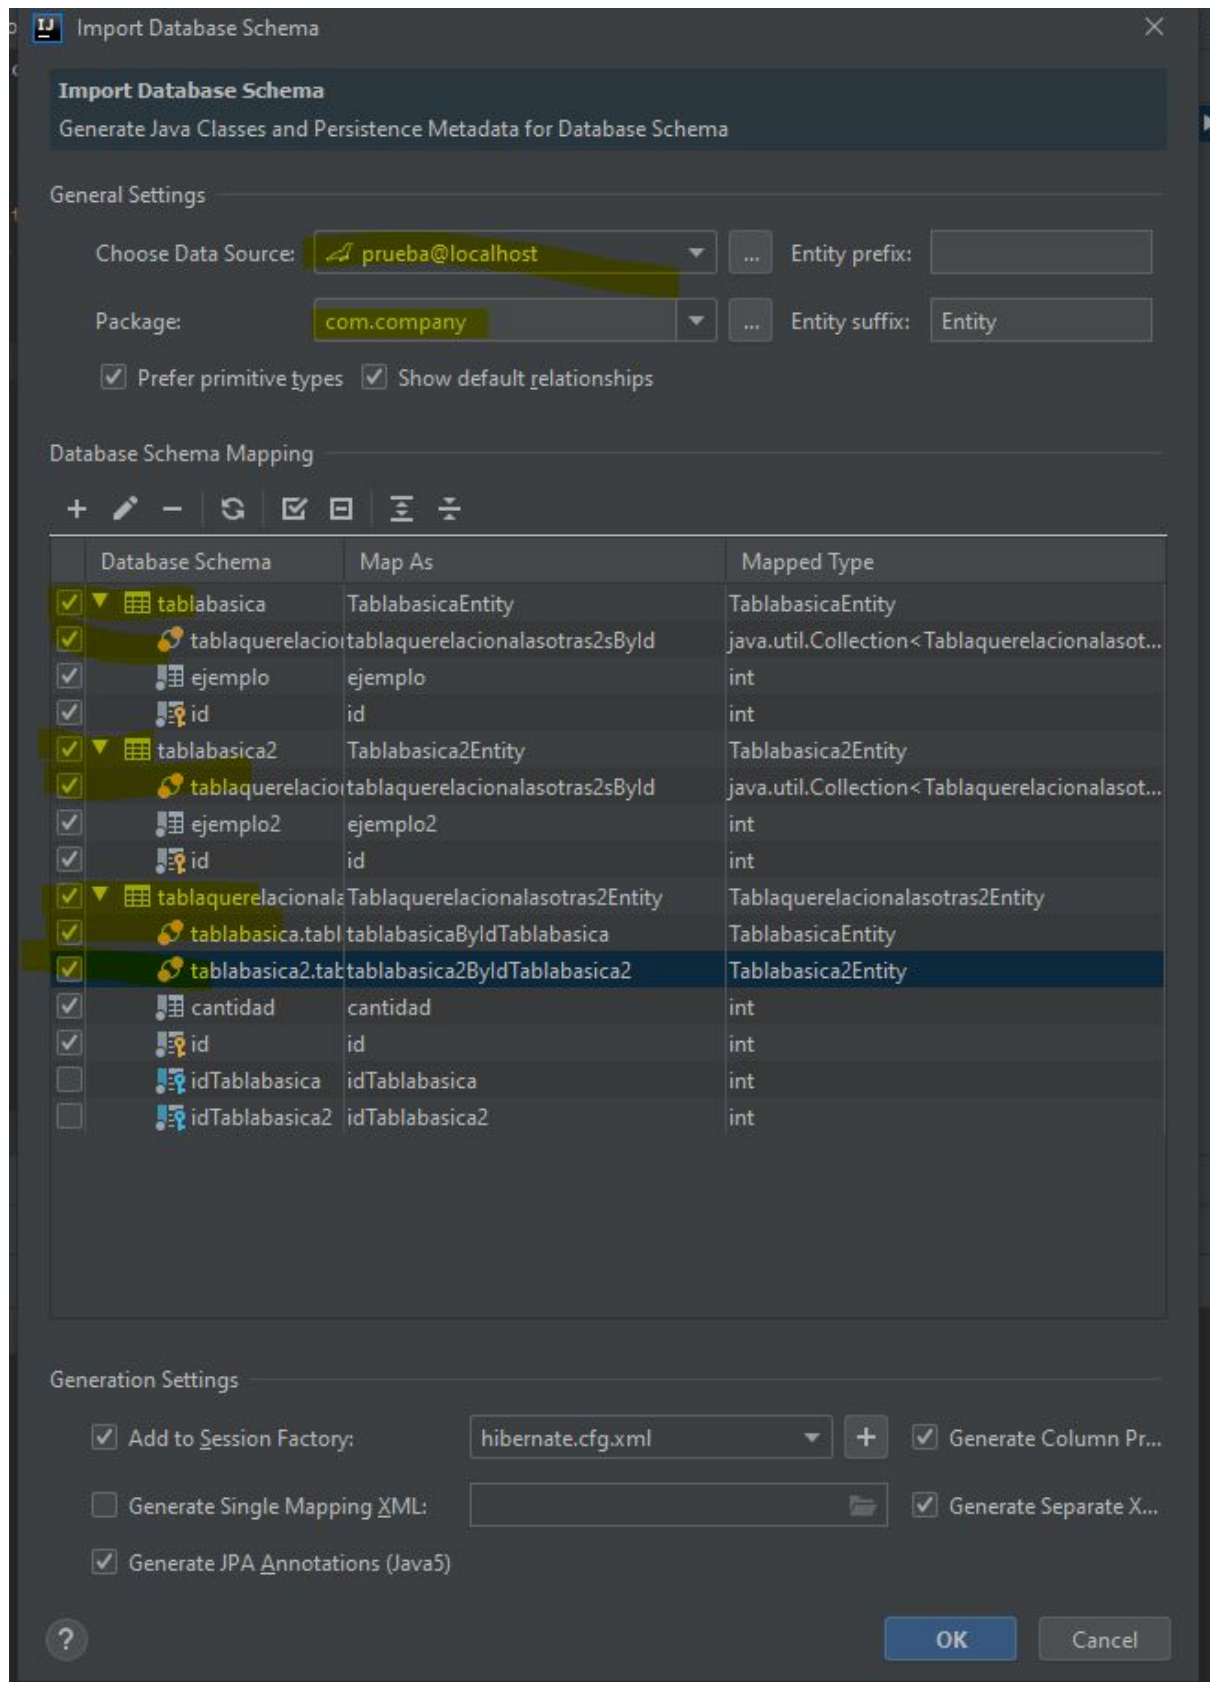 Import Database Schema
Import Database Schema
Generate Java Classes and Persistence Metadata for Database Schema
General Settings
Choose Data Source: prueba@localhost ... Entity prefix:
Package: com.company ... Entity suffix: Entity
Prefer primitive types Show default relationships
Database Schema Mapping
Database Schema Map As Mapped Type
tablabasica TablabasicaEntity TablabasicaEntity
tablaquerelacio tablaquerelacionalasotras2sById java.util.Collection<Tablaquerelacionalasot...
ejemplo ejemplo int
id id int
tablabasica2 Tablabasica2Entity Tablabasica2Entity
tablaquerelacio tablaquerelacionalasotras2sById java.util.Collection<Tablaquerelacionalasot...
ejemplo2 ejemplo2 int
id id int
tablaquerelacionala Tablaquerelacionalasotras2Entity Tablaquerelacionalasotras2Entity
tablabasica.tabl tablabasicaByIdTablabasica TablabasicaEntity
tablabasica2.tab tablabasica2ByIdTablabasica2 Tablabasica2Entity
cantidad cantidad int
id id int
idTablabasica idTablabasica int
idTablabasica2 idTablabasica2 int
Generation Settings
Add to Session Factory: hibernate.cfg.xml + Generate Column Pr...
Generate Single Mapping XML: Generate Separate X...
Generate JPA Annotations (Java5)
? OK Cancel